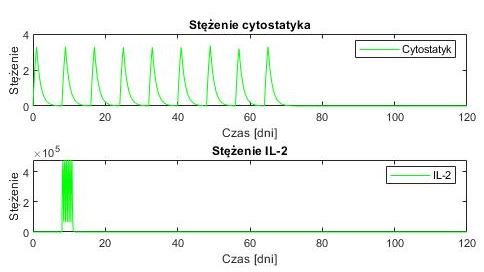 Stężenie cytostatyka
Stężenie
4
2
0
Cytostatyk
0 20 40 60 80 100 120
Czas [dni]
Stężenie IL-2
×10^5
Stężenie
4
2
0
IL-2
0 20 40 60 80 100 120
Czas [dni]